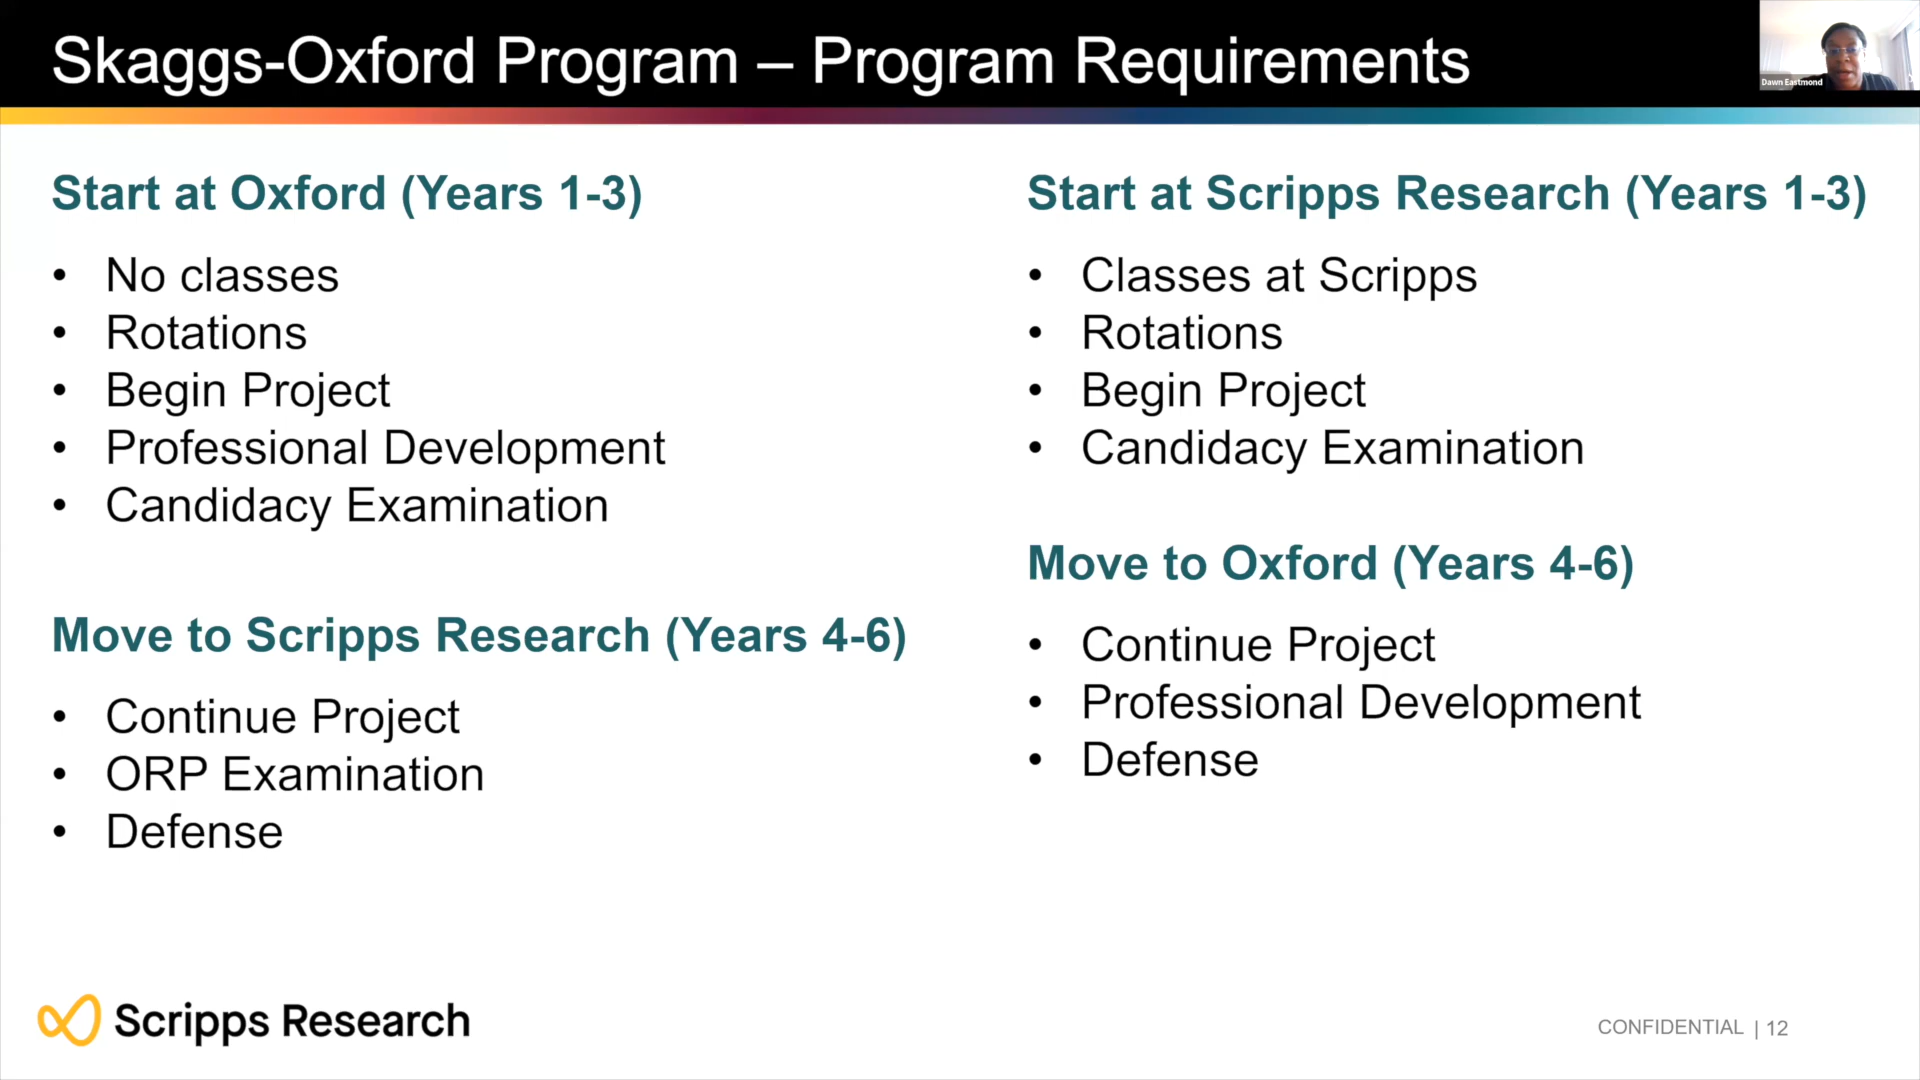 Skaggs-Oxford Program – Program Requirements
Dawn Eastmond
Start at Oxford (Years 1-3)
• No classes
• Rotations
• Begin Project
• Professional Development
• Candidacy Examination
Move to Scripps Research (Years 4-6)
• Continue Project
• ORP Examination
• Defense
Start at Scripps Research (Years 1-3)
• Classes at Scripps
• Rotations
• Begin Project
• Candidacy Examination
Move to Oxford (Years 4-6)
• Continue Project
• Professional Development
• Defense
Scripps Research
CONFIDENTIAL | 12